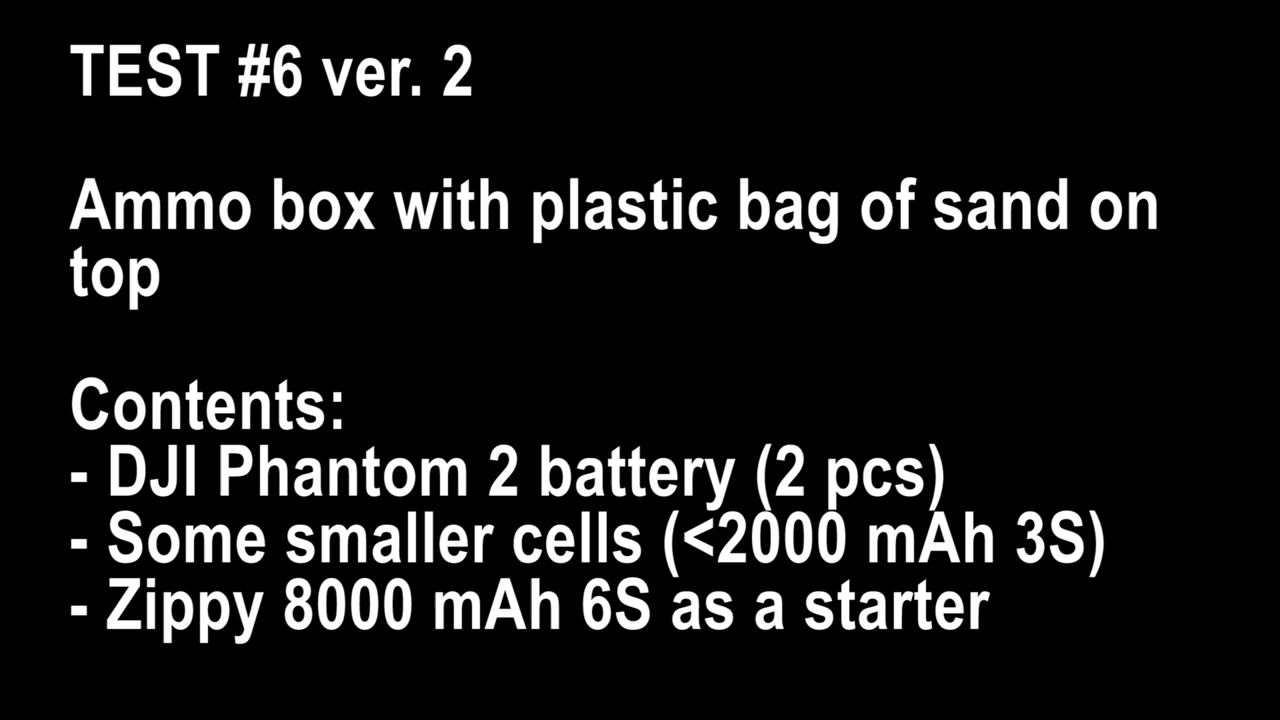 TEST #6 ver. 2
Ammo box with plastic bag of sand on
top
Contents:
- DJI Phantom 2 battery (2 pcs)
- Some smaller cells (<2000 mAh 3S)
- Zippy 8000 mAh 6S as a starter